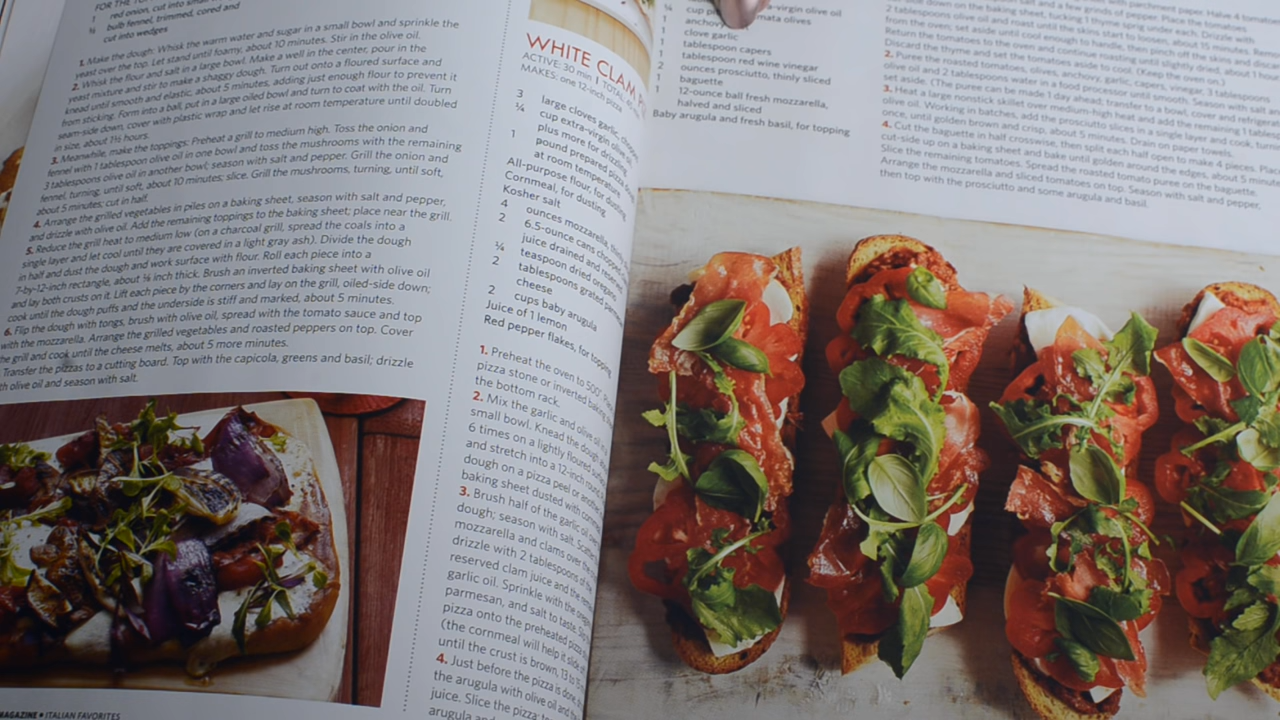 FOR THE TO
1 red onion, cut into
½ bulb fennel, trimmed, cored and
cut into wedges
1. Make the dough: Whisk the warm water and sugar in a small bowl and sprinkle the
yeast over the top. Let stand until foamy, about 10 minutes. Stir in the olive oil.
2. Whisk the flour and salt in a large bowl. Make a well in the center, pour in the
yeast mixture and stir to make a shaggy dough. Turn out onto a floured surface and
knead until smooth and elastic, about 5 minutes, adding just enough flour to prevent it
from sticking. Form into a ball, put in a large oiled bowl and turn to coat with the oil. Turn
seam-side down, cover with plastic wrap and let rise at room temperature until doubled
in size, about 1½ hours.
3. Meanwhile, make the toppings: Preheat a grill to medium high. Toss the onion and
fennel with 1 tablespoon olive oil in one bowl and toss the mushrooms with the remaining
3 tablespoons olive oil in another bowl; season with salt and pepper. Grill the onion and
fennel, turning, until soft, about 10 minutes; slice. Grill the mushrooms, turning, until soft,
about 5 minutes; cut in half.
4. Arrange the grilled vegetables in piles on a baking sheet, season with salt and pepper,
and drizzle with olive oil. Add the remaining toppings to the baking sheet; place near the grill.
5. Reduce the grill heat to medium low (on a charcoal grill, spread the coals into a
single layer and let cool until they are covered in a light gray ash). Divide the dough
in half and dust the dough and work surface with flour. Roll each piece into a
7-by-12-inch rectangle, about ⅛ inch thick. Brush an inverted baking sheet with olive oil
and lay both crusts on it. Lift each piece by the corners and lay on the grill, oiled-side down;
cook until the dough puffs and the underside is stiff and marked, about 5 minutes.
6. Flip the dough with tongs, brush with olive oil, spread with the tomato sauce and top
with the mozzarella. Arrange the grilled vegetables and roasted peppers on top. Cover
the grill and cook until the cheese melts, about 5 more minutes.
Transfer the pizzas to a cutting board. Top with the capicola, greens and basil; drizzle
th olive oil and season with salt.
MAGAZINE • ITALIAN FAVORITES
WHITE CLAM
ACTIVE: 30 min | TOTAL:
MAKES: one 12-inch
3 large cloves garlic,
¼ cup extra-virgin olive
plus more for drizzling
1 pound prepared pizza
at room temperature
All-purpose flour, for dusting
Cornmeal, for dusting
Kosher salt
4 ounces mozzarella,
2 6.5-ounce cans chopped
juice drained and reserved
¼ teaspoon dried oregano
2 tablespoons grated parmesan
cheese
2 cups baby arugula
Juice of 1 lemon
Red pepper flakes, for topping
1. Preheat the oven to 500°.
pizza stone or inverted baking
the bottom rack.
2. Mix the garlic and olive oil in a
small bowl. Knead the dough
6 times on a lightly floured
and stretch into a 12-inch round
dough on a pizza peel or
baking sheet dusted with
3. Brush half of the garlic oil
dough; season with salt.
mozzarella and clams over the
drizzle with 2 tablespoons of
reserved clam juice and the
garlic oil. Sprinkle with the
parmesan, and salt to taste.
pizza onto the preheated pizza
(the cornmeal will help it slide
until the crust is brown, 13 to
4. Just before the pizza is done,
the arugula with olive oil and
juice. Slice the pizza;
arugula and
¼ cup -virgin olive oil
mata olives
anchovy
1 clove garlic
1 tablespoon capers
1 tablespoon red wine vinegar
2 ounces prosciutto, thinly sliced
1 baguette
1 12-ounce ball fresh mozzarella,
halved and sliced
Baby arugula and fresh basil, for topping
down on the baking sheet, tucking 1 thyme sprig under each. Drizzle with
2 tablespoons olive oil and roast until the skins start to loosen, about 15 minutes.
from the oven; set aside until cool enough to handle, then pinch off the skins and
Return the tomatoes to the oven and continue roasting until slightly dried, about 1 hour
Discard the thyme and set the tomatoes aside to cool. (Keep the oven on.)
2. Puree the roasted tomatoes, olives, anchovy, garlic, capers, vinegar, 3 tablespoons
olive oil and 2 tablespoons water in a food processor until smooth. Season with salt and
set aside. (The puree can be made 1 day ahead; transfer to a bowl, cover and refrigerate.)
3. Heat a large nonstick skillet over medium-high heat and add the remaining 1 tablespoon
olive oil. Working in batches, add the prosciutto slices in a single layer and cook, turning
once, until golden brown and crisp, about 5 minutes. Drain on paper towels.
4. Cut the baguette in half crosswise, then split each half open to make 4 pieces. Place
cut-side up on a baking sheet and bake until golden around the edges, about 5 minutes.
Slice the remaining tomatoes. Spread the roasted tomato puree on the baguette.
Arrange the mozzarella and sliced tomatoes on top. Season with salt and pepper,
then top with the prosciutto and some arugula and basil.